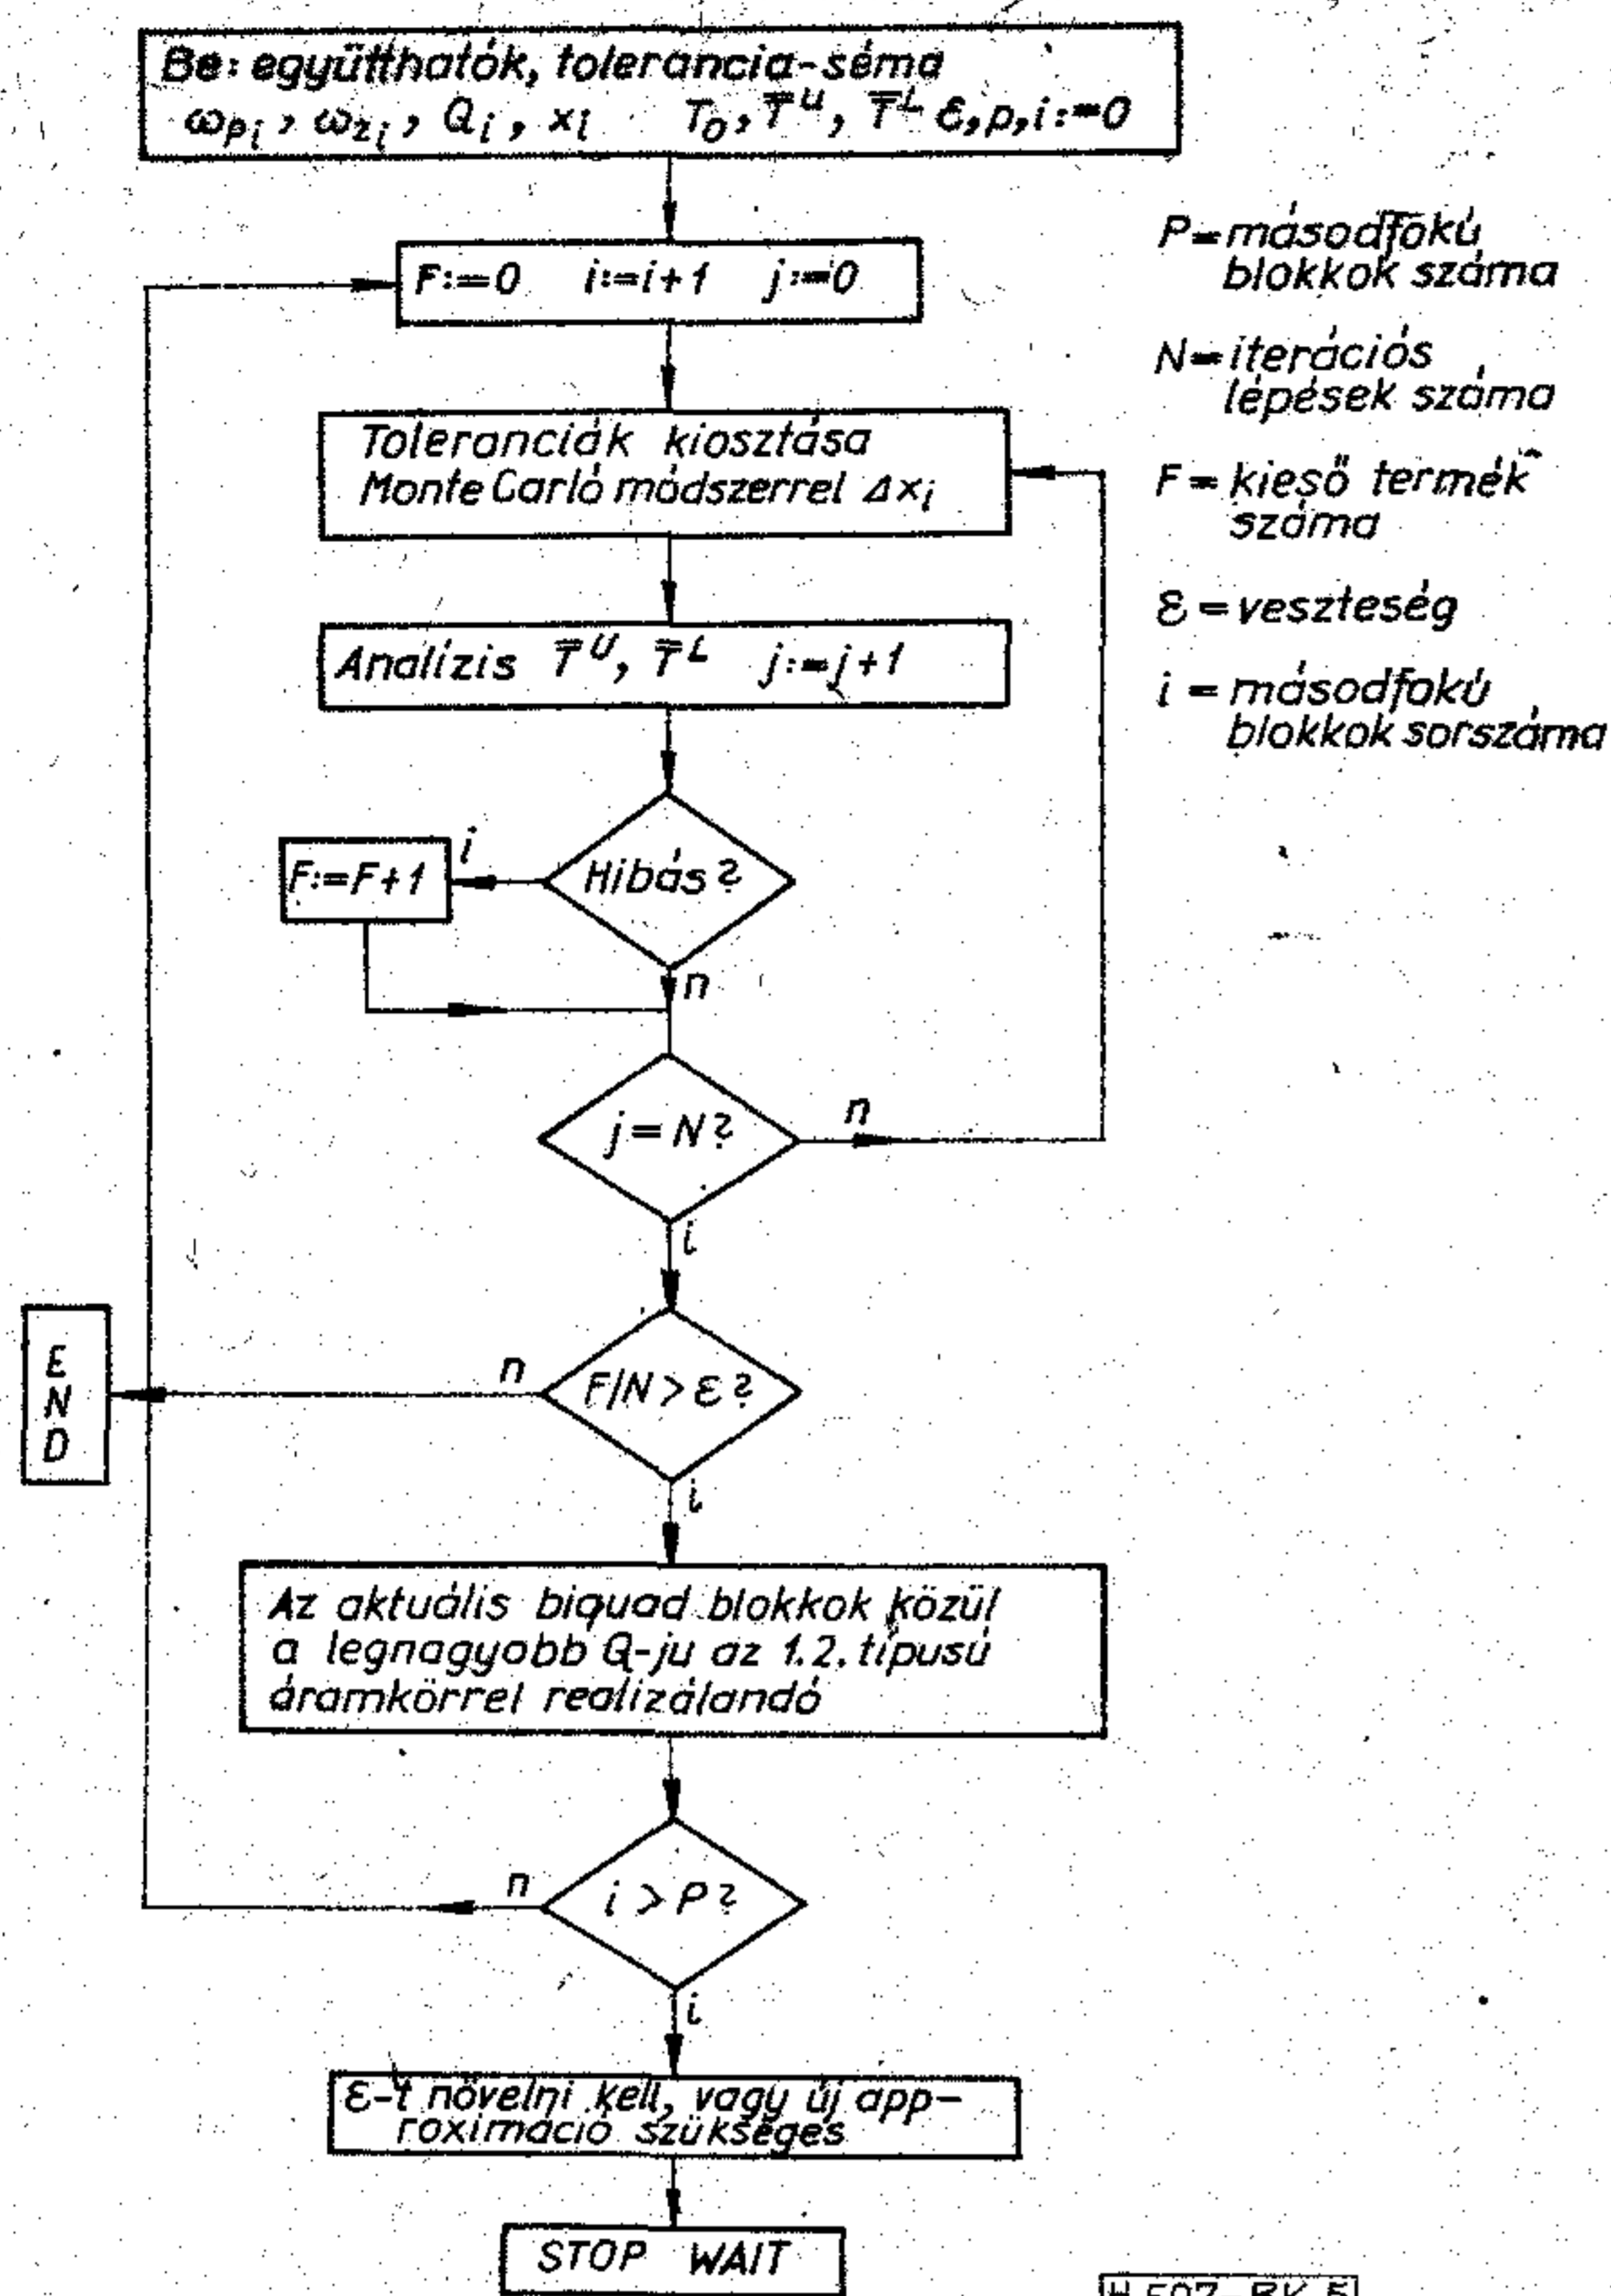 Be: együtthatók, tolerancia-séma
ωpi, ωzi, Qi, xi T0, T̅ᵁ, T̅ᴸ ε, p, i:=0
F:=0 i:=i+1 j:=0
Toleranciák kiosztása
Monte Carló módszerrel Δxi
Analízis T̅ᵁ, T̅ᴸ j:=j+1
Hibás?
i
F:=F+1
n
j=N?
n
i
F/N>ε?
n
E
N
D
i
Az aktuális biquad blokkok közül
a legnagyobb Q-ju az 1.2. típusú
áramkörrel realizálandó
i > P?
n
i
ε-t növelni kell, vagy új app-
roximáció szükséges
STOP WAIT
P=másodfokú
blokkok száma
N=iterációs
lépések száma
F=kieső termék
száma
ε=veszteség
i=másodfokú
blokkok sorszáma